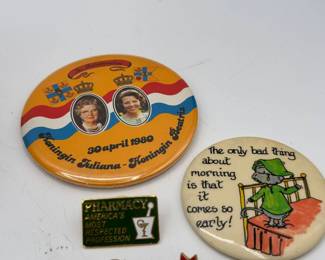 30 april 1980
Koningin Juliana - Koningin Beatrix
The only bad thing
about
morning
is that
it
comes so
early!
PHARMACY
AMERICA'S
MOST
RESPECTED
PROFESSION